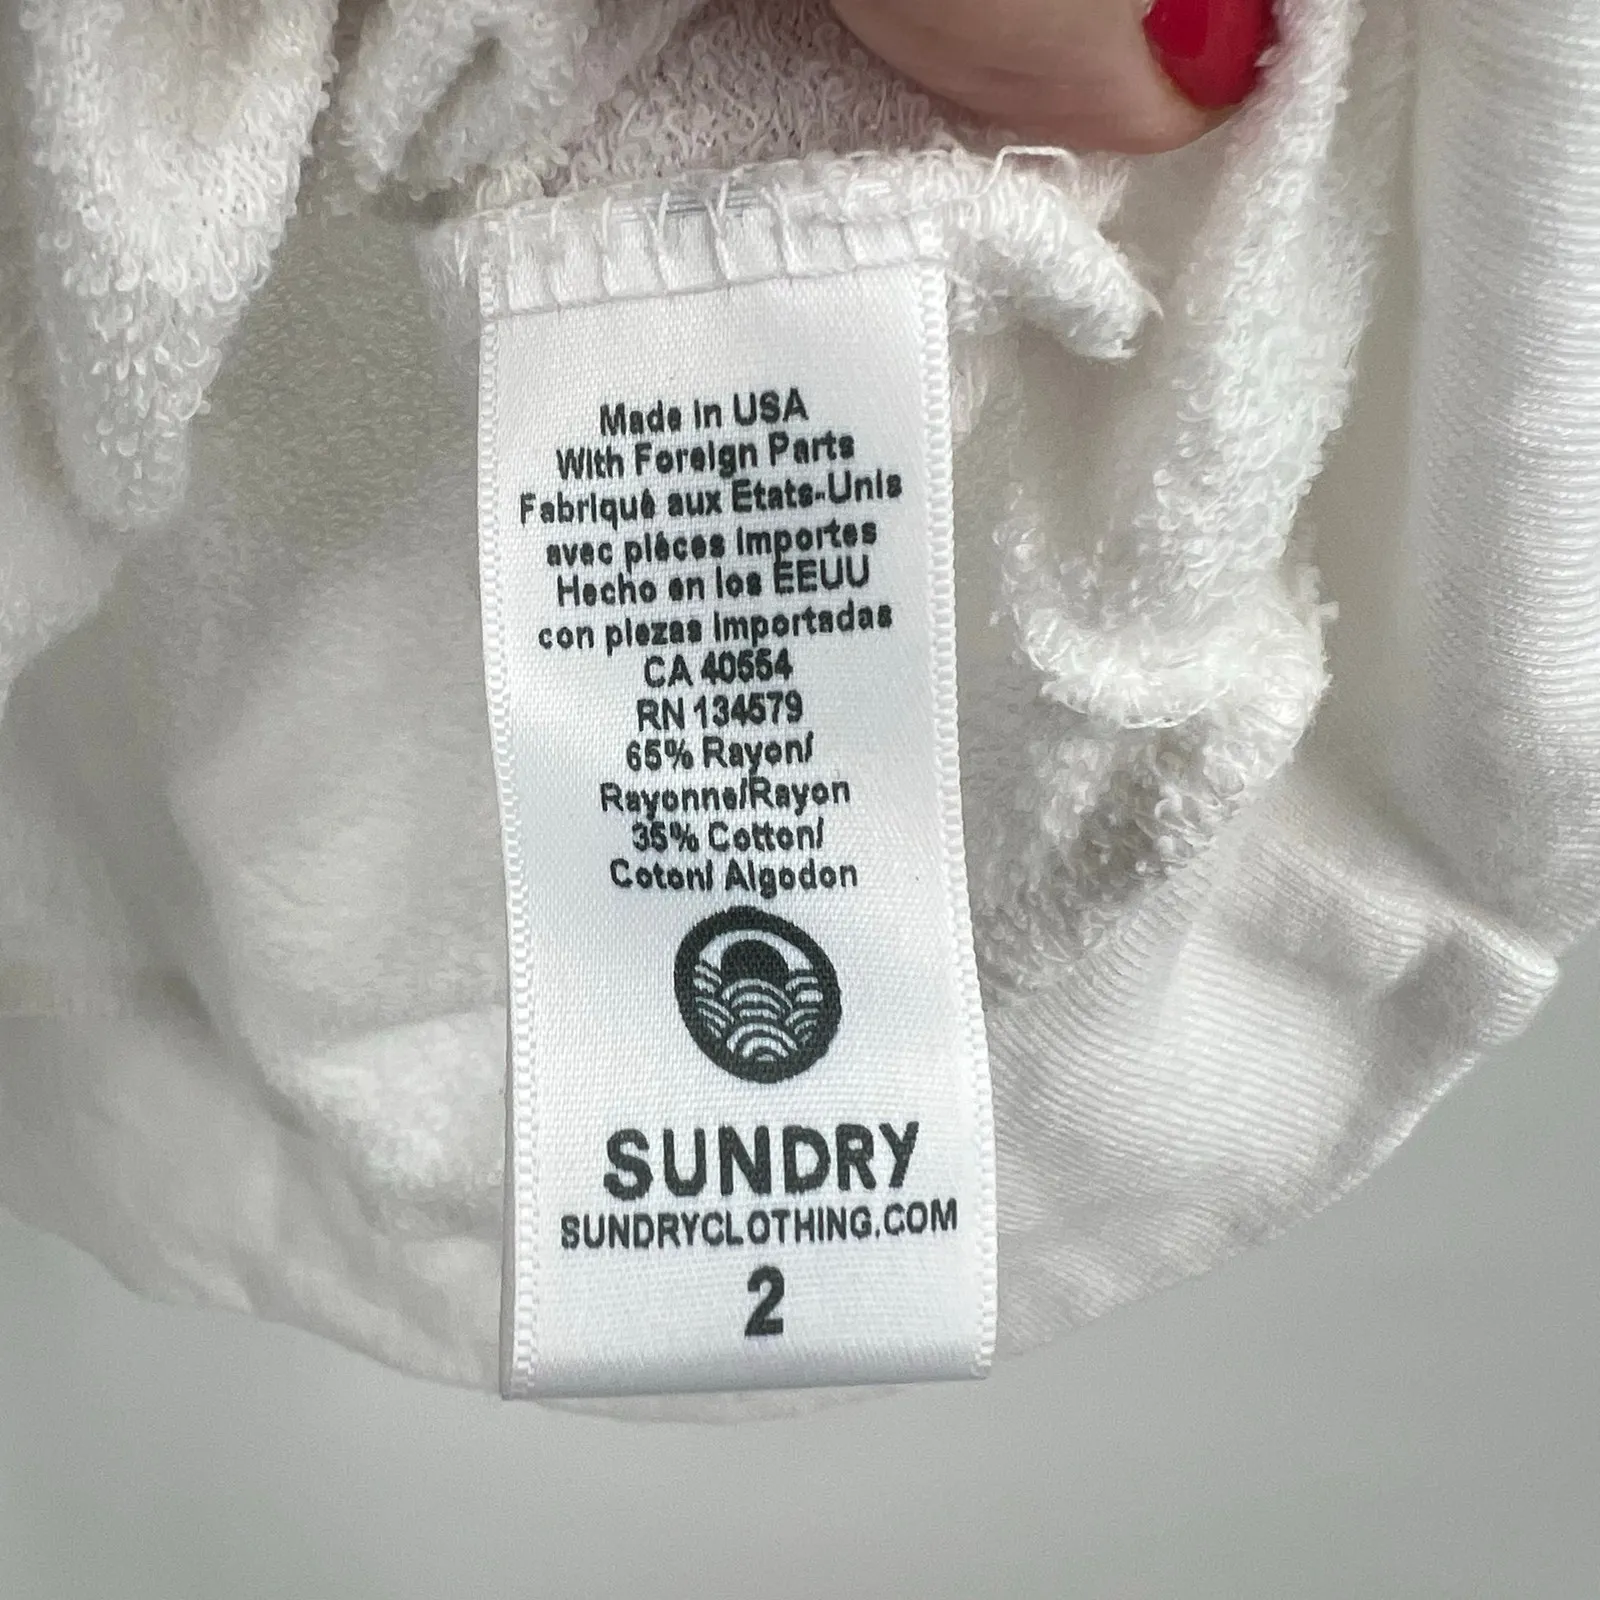 Made in USA
With Foreign Parts
Fabriqué aux Etats-Unis
avec pièces importes
Hecho en los EEUU
con piezas importadas
CA 40554
RN 134579
65% Rayon/
Rayonne/Rayon
35% Cotton/
Coton/ Algodon
SUNDRY
SUNDRYCLOTHING.COM
2